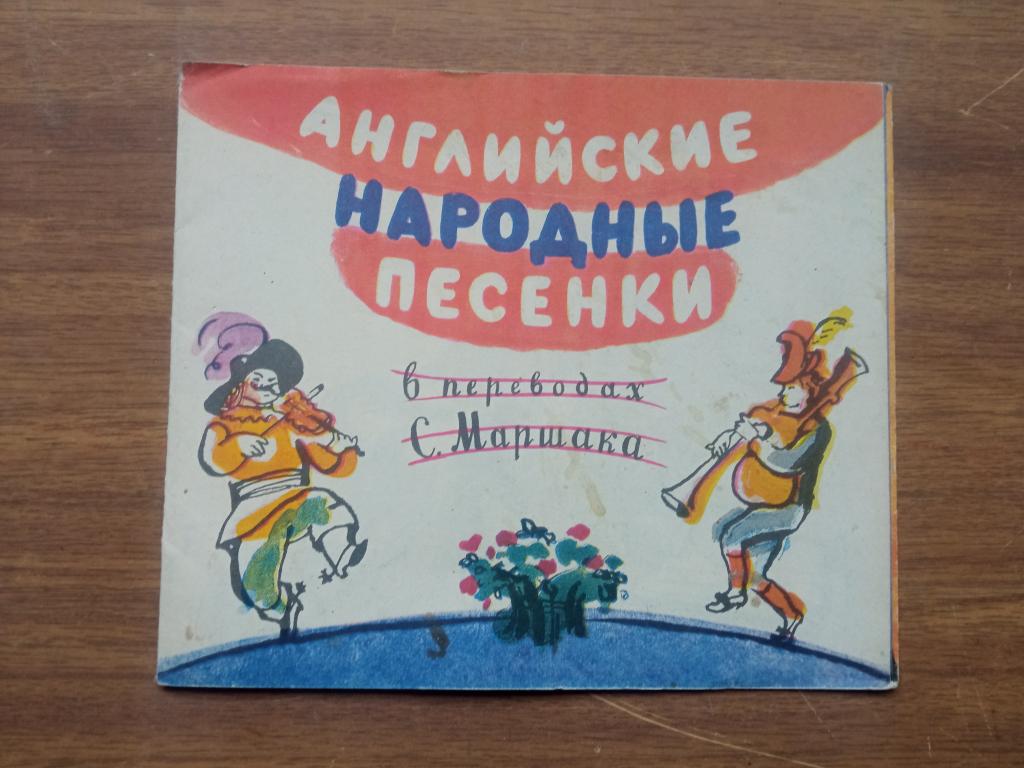 АНГЛИЙСКИЕ
НАРОДНЫЕ
ПЕСЕНКИ
в переводах
С. Маршака